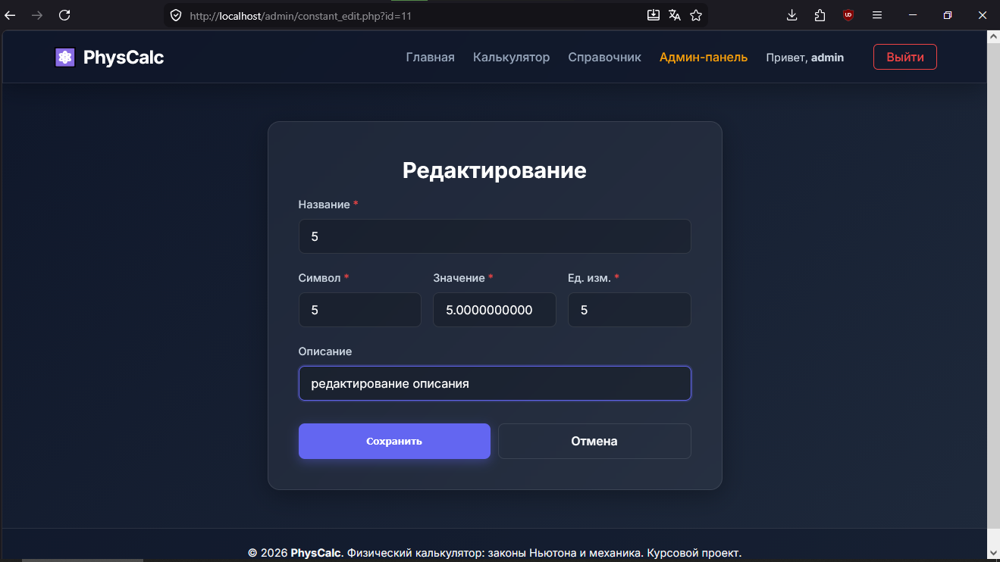 http://localhost/admin/constant_edit.php?id=11
PhysCalc
Главная Калькулятор Справочник Админ-панель Привет, admin Выйти
Редактирование
Название *
5
Символ * Значение * Ед. изм. *
5 5.0000000000 5
Описание
редактирование описания
Сохранить Отмена
© 2026 PhysCalc. Физический калькулятор: законы Ньютона и механика. Курсовой проект.